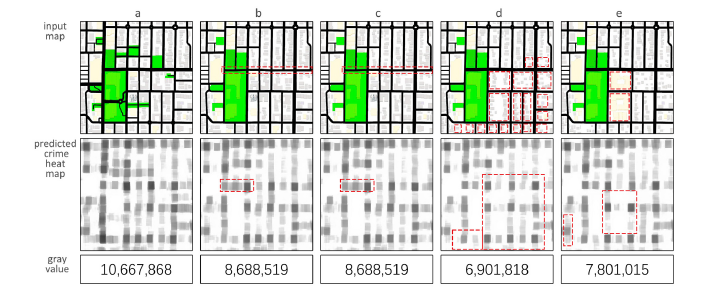 a b c d e
input
map
predicted
crime
heat
map
gray
value
10,667,868 8,688,519 8,688,519 6,901,818 7,801,015